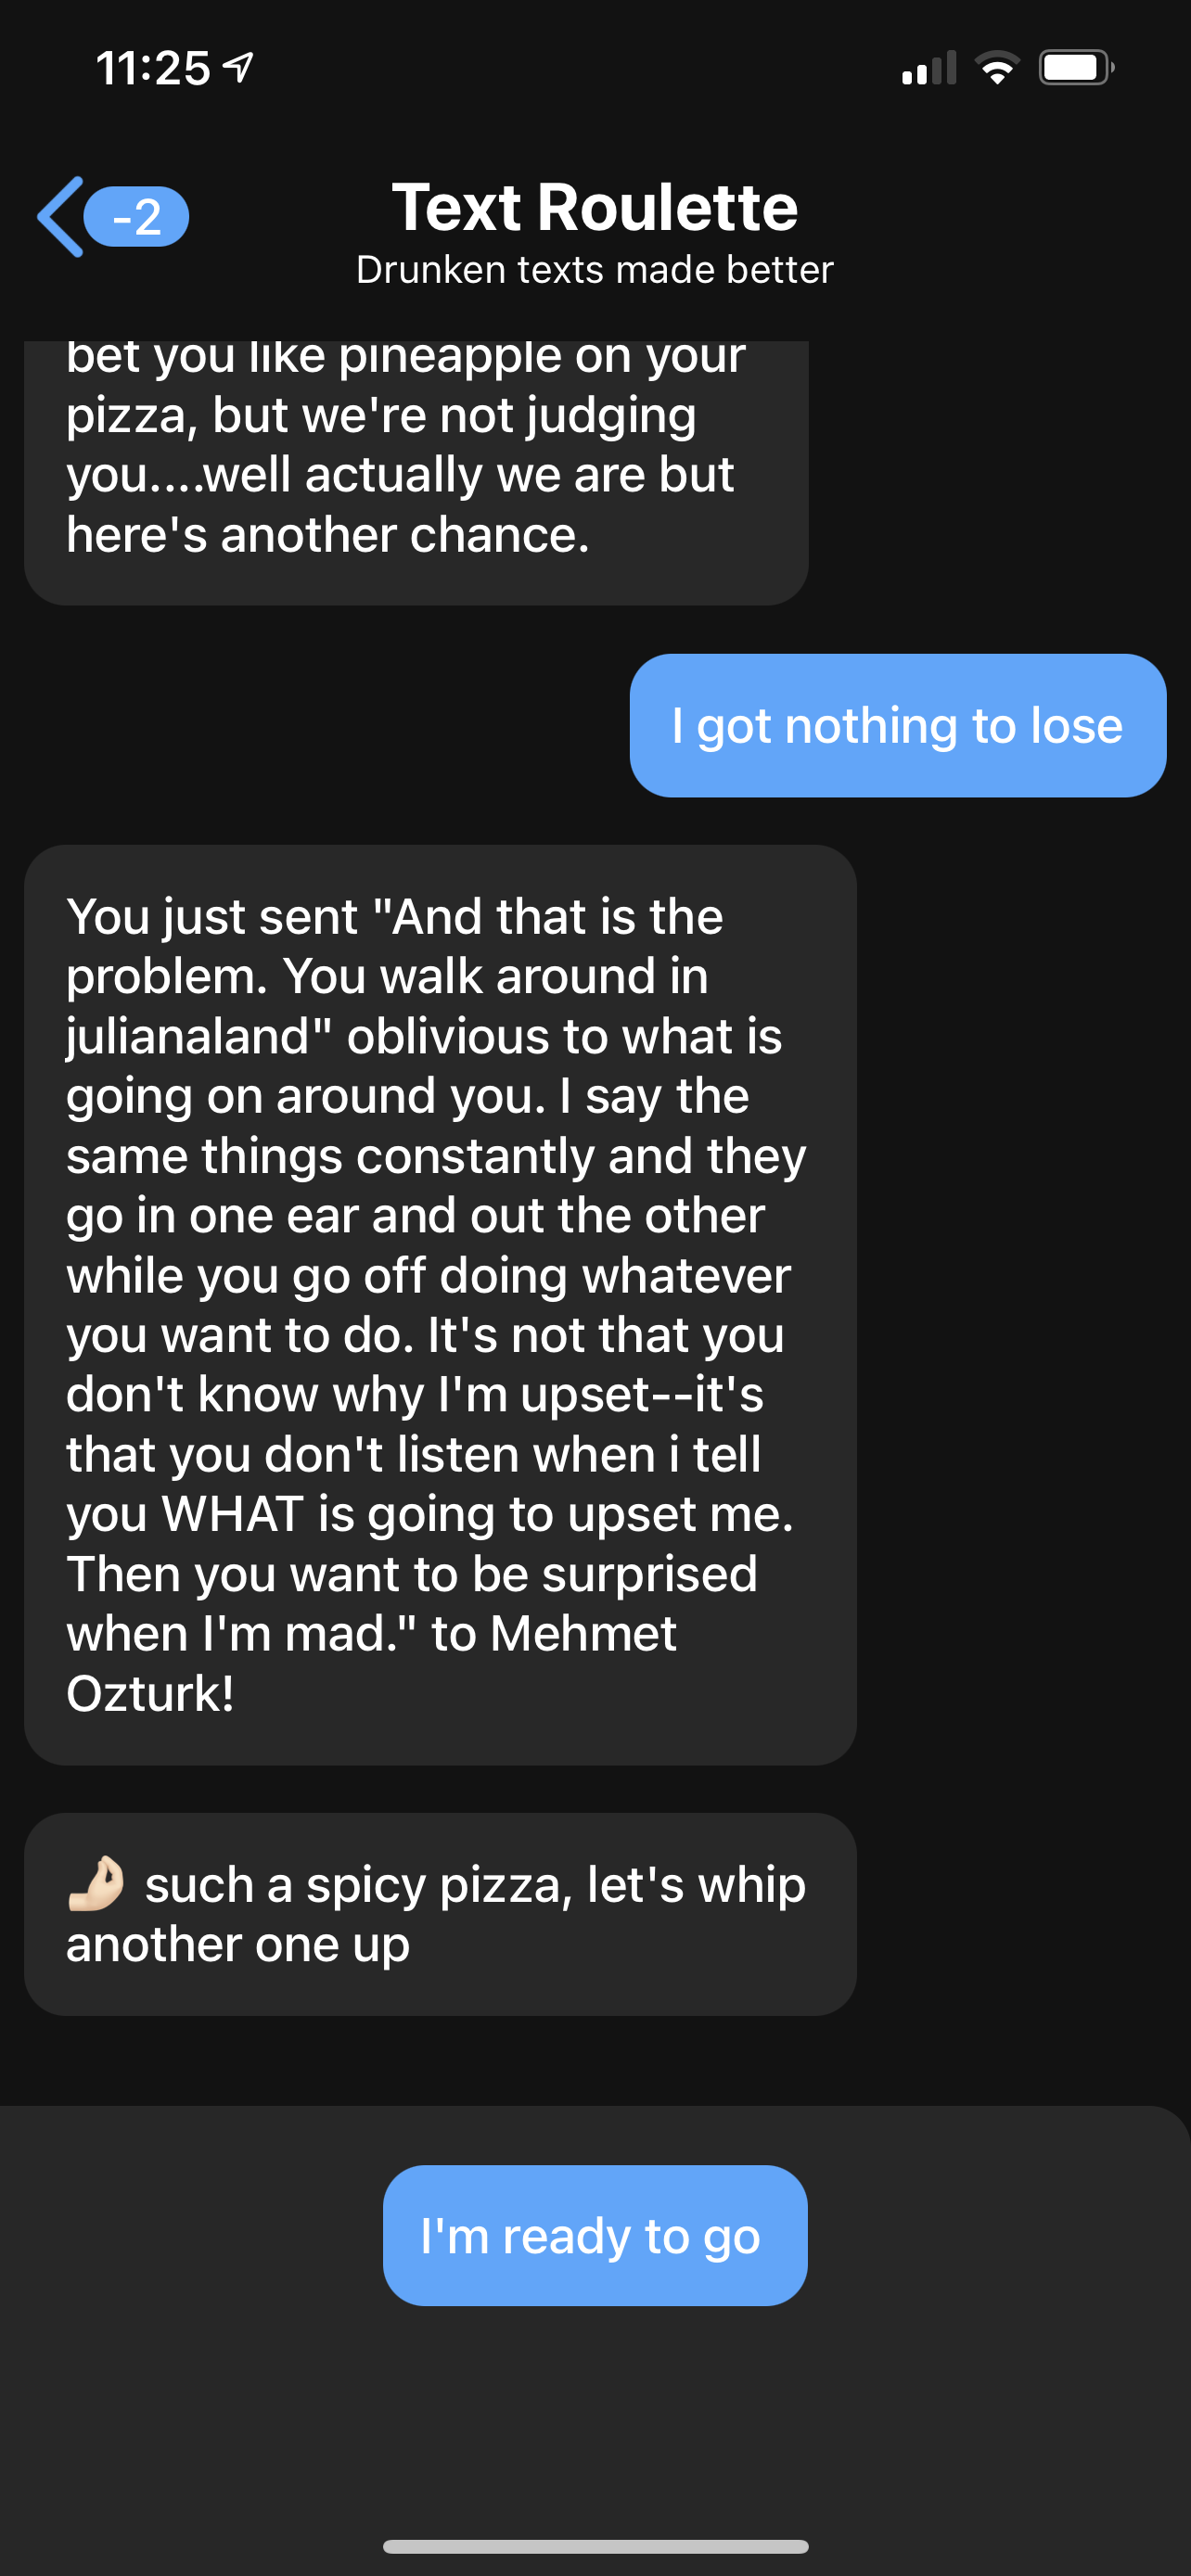 11:25
-2
Text Roulette
Drunken texts made better
bet you like pineapple on your
pizza, but we're not judging
you....well actually we are but
here's another chance.
I got nothing to lose
You just sent "And that is the
problem. You walk around in
julianaland" oblivious to what is
going on around you. I say the
same things constantly and they
go in one ear and out the other
while you go off doing whatever
you want to do. It's not that you
don't know why I'm upset--it's
that you don't listen when i tell
you WHAT is going to upset me.
Then you want to be surprised
when I'm mad." to Mehmet
Ozturk!
🤌🏻 such a spicy pizza, let's whip
another one up
I'm ready to go